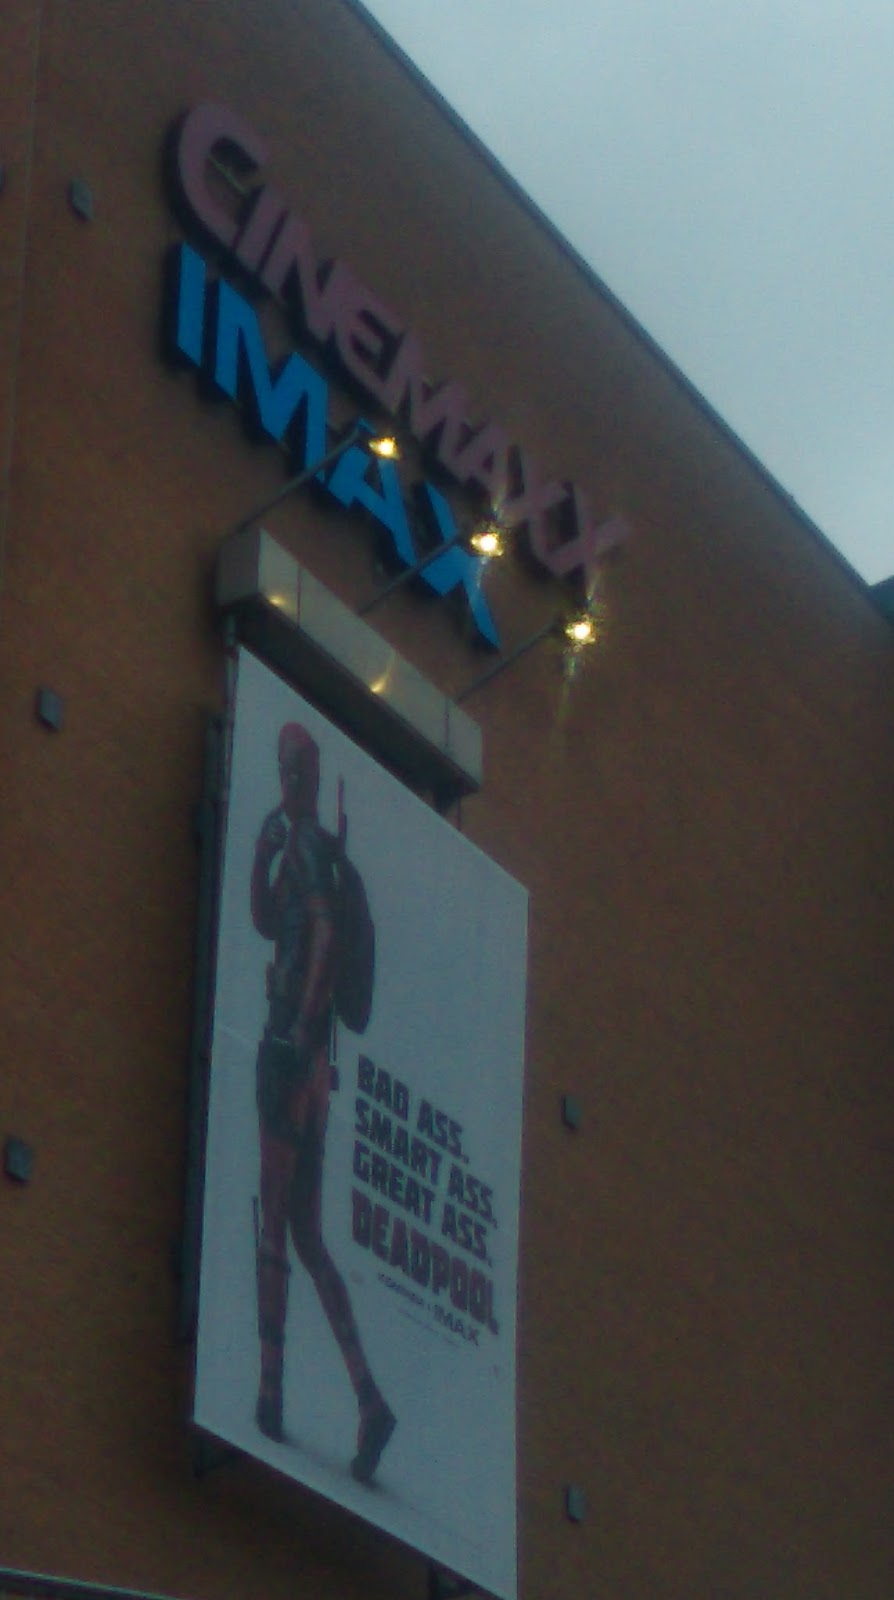 CINEMAXX
IMAX
BAD ASS.
SMART ASS.
GREAT ASS.
DEADPOOL
IMAX